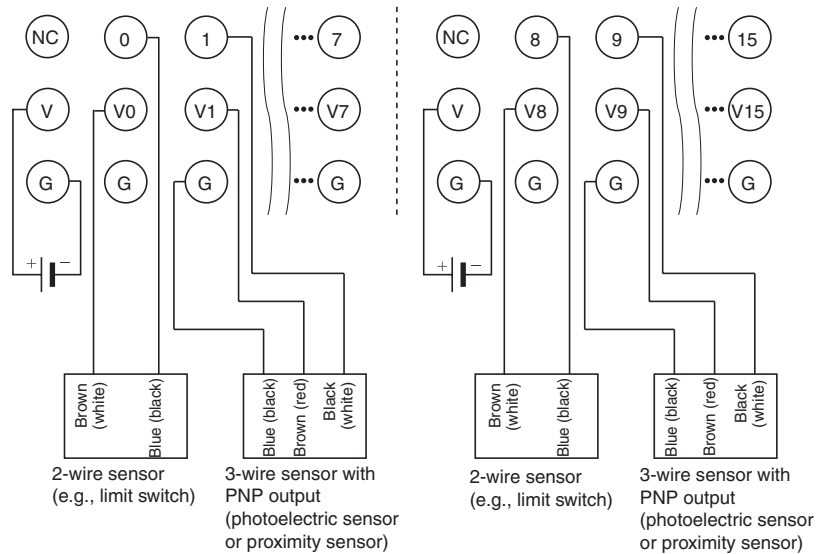 NC 0 1 ••• 7 NC 8 9 ••• 15
V V0 V1 ••• V7 V V8 V9 ••• V15
G G G ••• G G G G ••• G
+ − + −
Brown (white)
Blue (black)
Blue (black)
Brown (red)
Black (white)
Brown (white)
Blue (black)
Blue (black)
Brown (red)
Black (white)
2-wire sensor
(e.g., limit switch)
3-wire sensor with
PNP output
(photoelectric sensor
or proximity sensor)
2-wire sensor
(e.g., limit switch)
3-wire sensor with
PNP output
(photoelectric sensor
or proximity sensor)